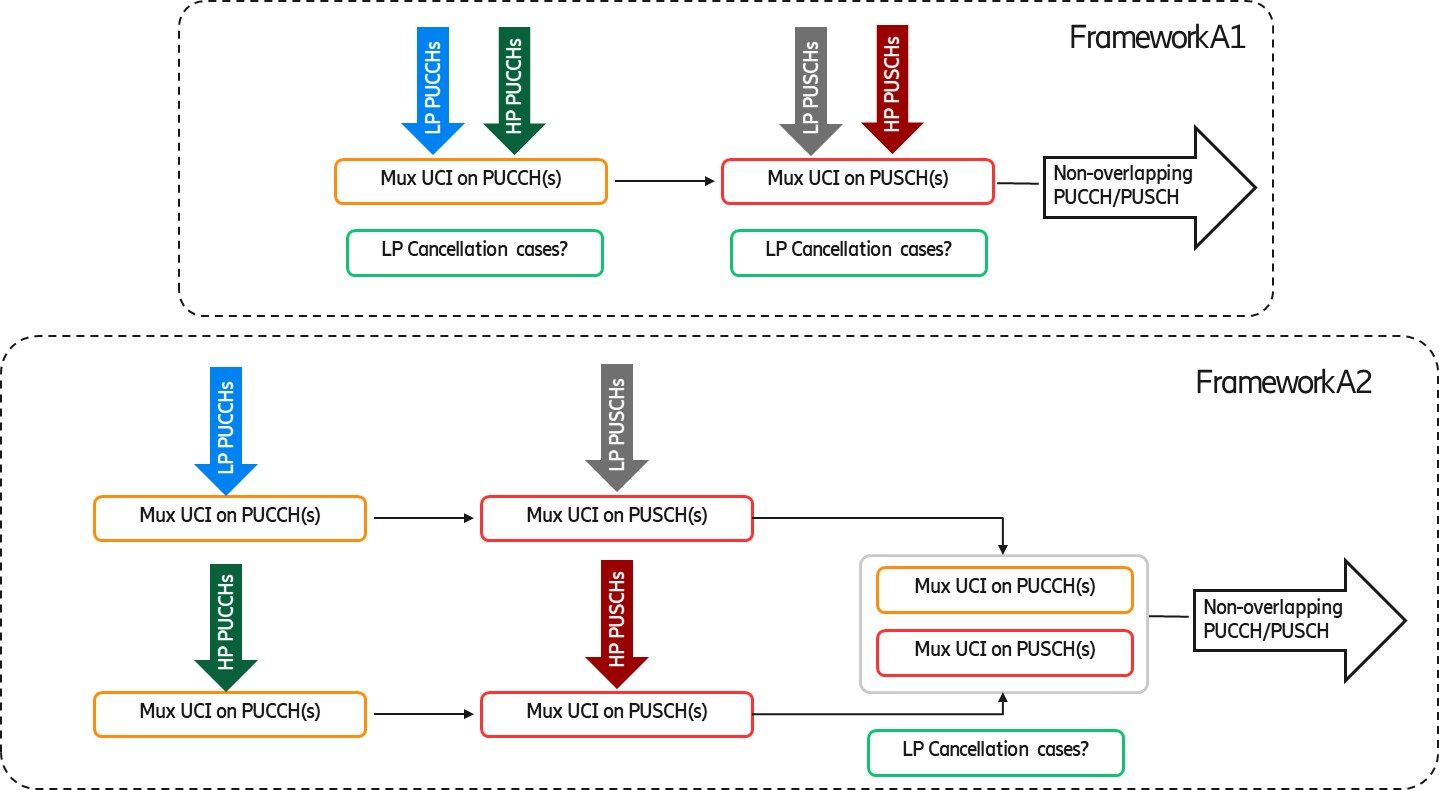 FrameworkA1
LP PUCCHs
HP PUCCHs
LP PUSCHs
HP PUSCHs
Mux UCI on PUCCH(s)
Mux UCI on PUSCH(s)
Non-overlapping
PUCCH/PUSCH
LP Cancellation cases?
LP Cancellation cases?
FrameworkA2
LP PUCCHs
LP PUSCHs
Mux UCI on PUCCH(s)
Mux UCI on PUSCH(s)
HP PUCCHs
HP PUSCHs
Mux UCI on PUCCH(s)
Mux UCI on PUSCH(s)
Mux UCI on PUCCH(s)
Mux UCI on PUSCH(s)
Non-overlapping
PUCCH/PUSCH
LP Cancellation cases?